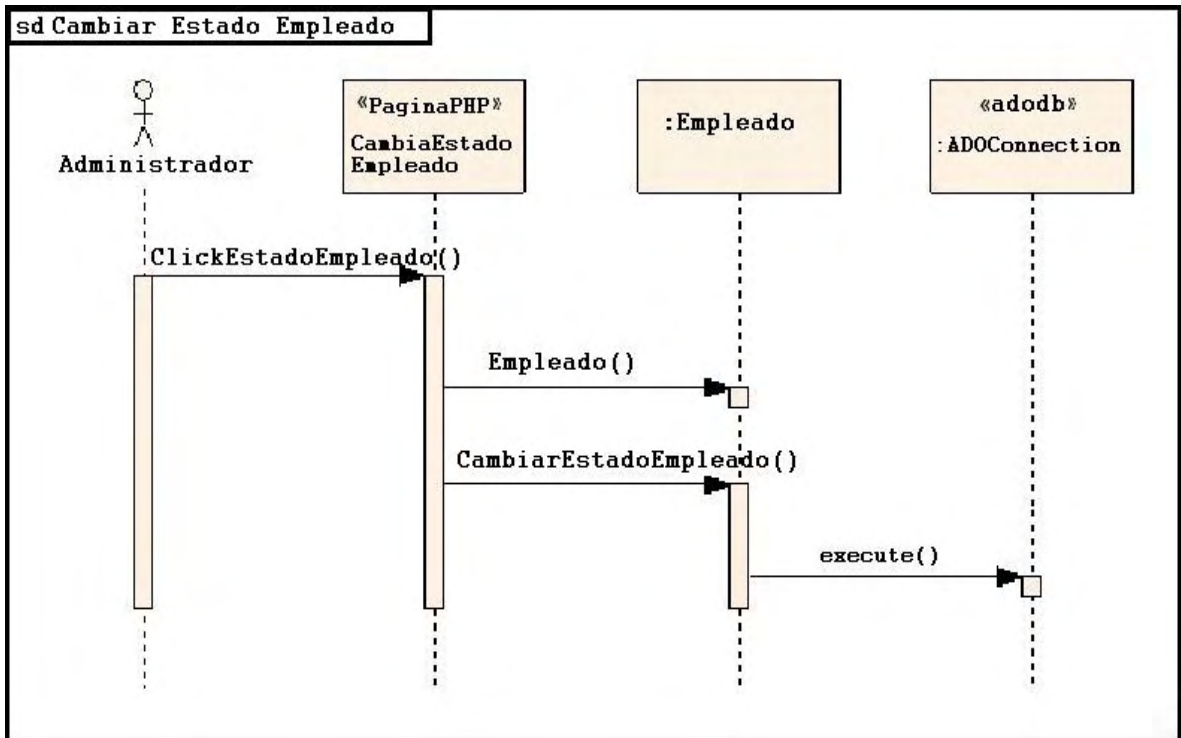 sd Cambiar Estado Empleado
Administrador
«PaginaPHP»
CambiaEstado
Empleado
:Empleado
«adodb»
:ADOConnection
ClickEstadoEmpleado()
Empleado()
CambiarEstadoEmpleado()
execute()